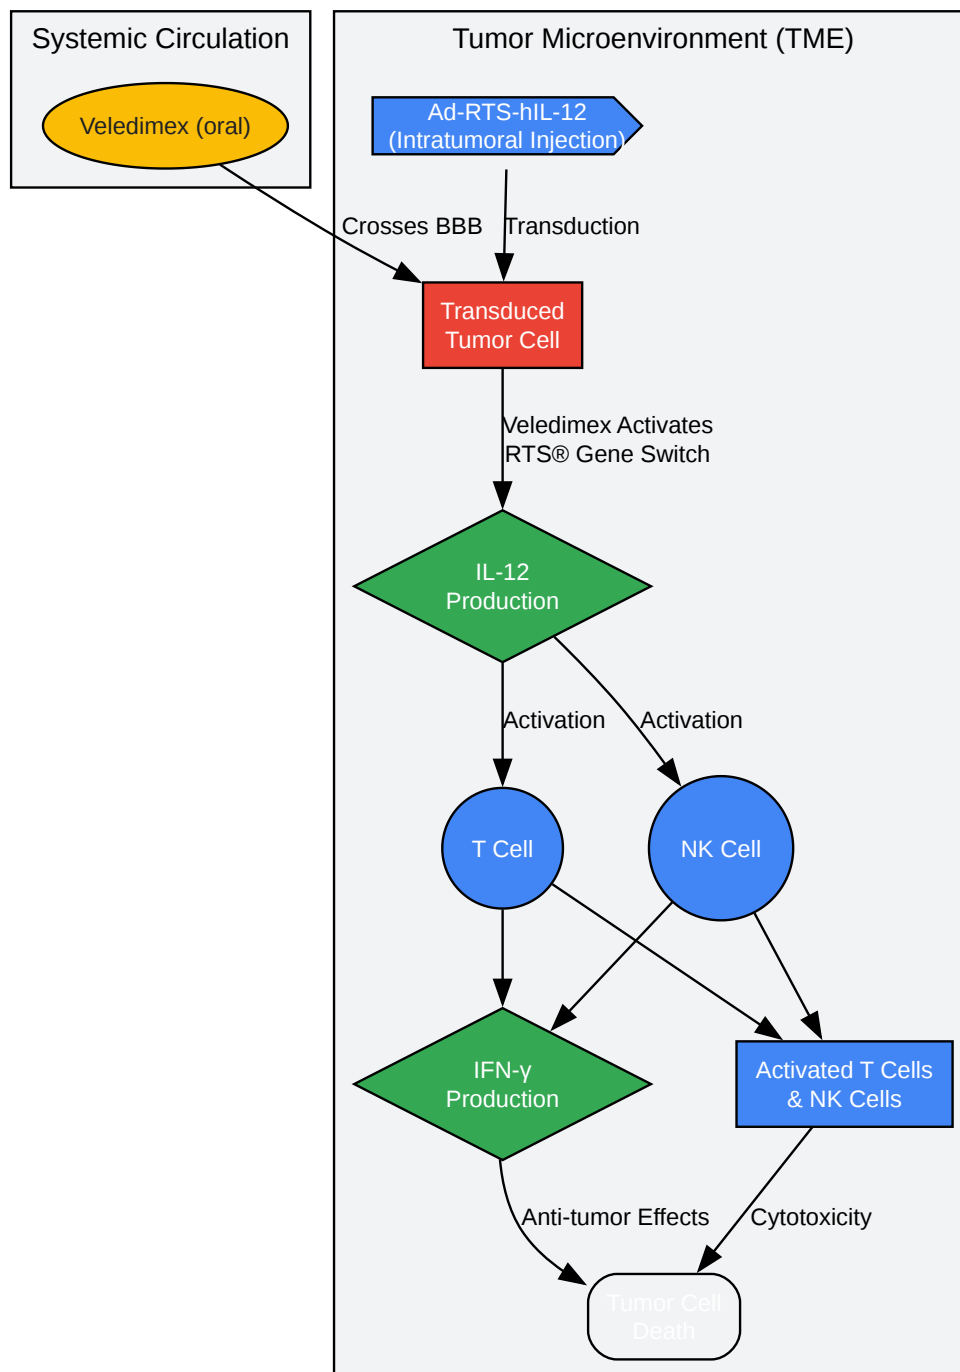 Systemic Circulation
Tumor Microenvironment (TME)
Veledimex (oral)
Ad-RTS-hIL-12
(Intratumoral Injection)
Crosses BBB
Transduction
Transduced
Tumor Cell
Veledimex Activates
RTS® Gene Switch
IL-12
Production
Activation
Activation
T Cell
NK Cell
IFN-γ
Production
Activated T Cells
& NK Cells
Anti-tumor Effects
Cytotoxicity
Tumor Cell
Death